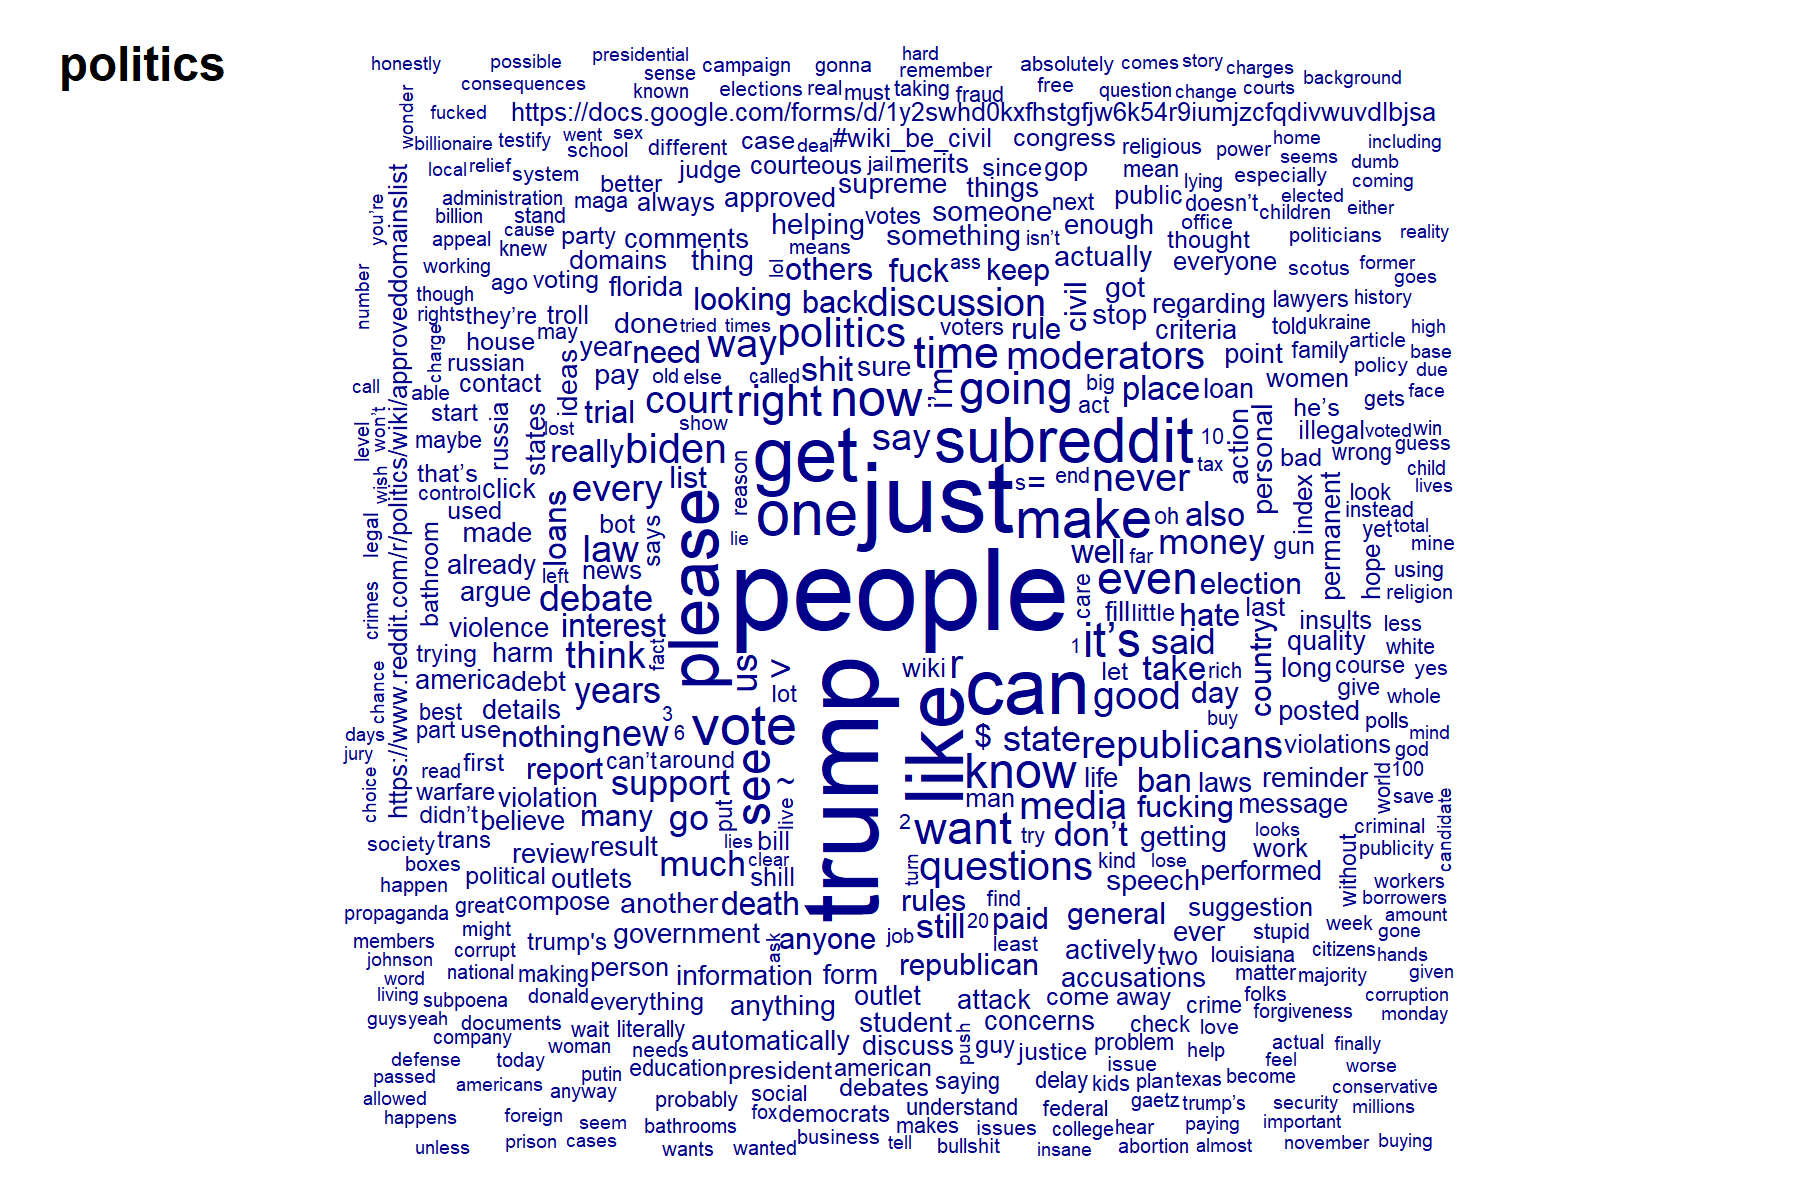 politics
honestly possible presidential hard
sense campaign gonna remember absolutely comes story charges background
consequences known elections real must taking fraud free question change courts
wonder fucked https://docs.google.com/forms/d/1y2swhd0kxfhstgfjw6k54r9iumjzcfqdivwuvdlbjsa
billionaire testify went sex school different case deal #wiki_be_civil congress religious power home including
local relief system judge courteous jail merits since gop mean seems dumb
https://www.reddit.com/r/politics/wiki/approveddomainslist
administration better maga always approved supreme things public lying especially coming
you're billion stand helping votes someone next doesn't elected children either
appeal cause knew party comments means something isn't enough office thought politicians reality
working domains thing lol others fuck ass keep actually everyone scotus former goes
number though ago voting florida looking back discussion civil got regarding lawyers history
rights they're troll done tried times politics voters rule stop criteria told ukraine high
charge house may year need way time moderators point family article base
russian ideas pay old else called shit sure i'm going big place loan women policy due
call able contact court right now act face
start russia states trial show he's gets
level won't maybe lost really biden get say subreddit 10 action personal illegal voted win
that's list reason tax bad wrong guess
wish control click every just s= end never child
used loans please one make oh also index permanent look instead lives
legal made bot law says lie well far money gun yet total mine
bathroom already left news people even election hope using
crimes argue debate care fill little hate last religion
violence interest 1 it's said country insults less
trying harm think fact us > wiki r let take rich quality white
america debt years lot trump like can good day long course yes
chance best details 3 vote buy posted give whole
days part use nothing new 6 $ state republicans violations polls mind
jury read first report can't around see ~ know life ban laws reminder god
choice warfare violation support put live man media fucking message world 100 save
didn't believe many go 2 want try don't getting looks criminal candidate
society trans review result lies bill questions kind lose work publicity
boxes much clear shill turn speech performed without
happen political outlets workers
propaganda great compose another death rules find suggestion borrowers
might still 20 paid general ever stupid week amount gone
members corrupt trump's government ask anyone job least actively two louisiana citizens hands
johnson word national making person information form republican accusations matter majority given
living subpoena donald everything anything outlet attack come away crime folks corruption
guys yeah documents wait literally student concerns check love forgiveness monday
company woman needs automatically discuss push guy justice problem help actual finally
defense today putin education president american issue feel worse
passed americans anyway social debates saying delay kids plan texas become conservative
allowed probably understand federal gaetz trump's security millions
happens foreign seem bathrooms fox democrats makes issues college hear paying important
unless prison cases wants wanted business tell bullshit insane abortion almost november buying